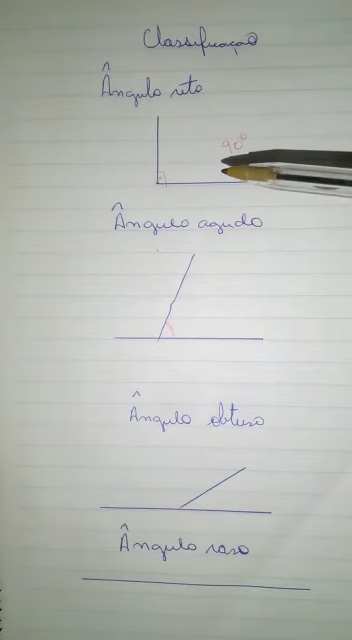 Classificação
Ângulo reto
90°
Ângulo agudo
Ângulo obtuso
Ângulo raso